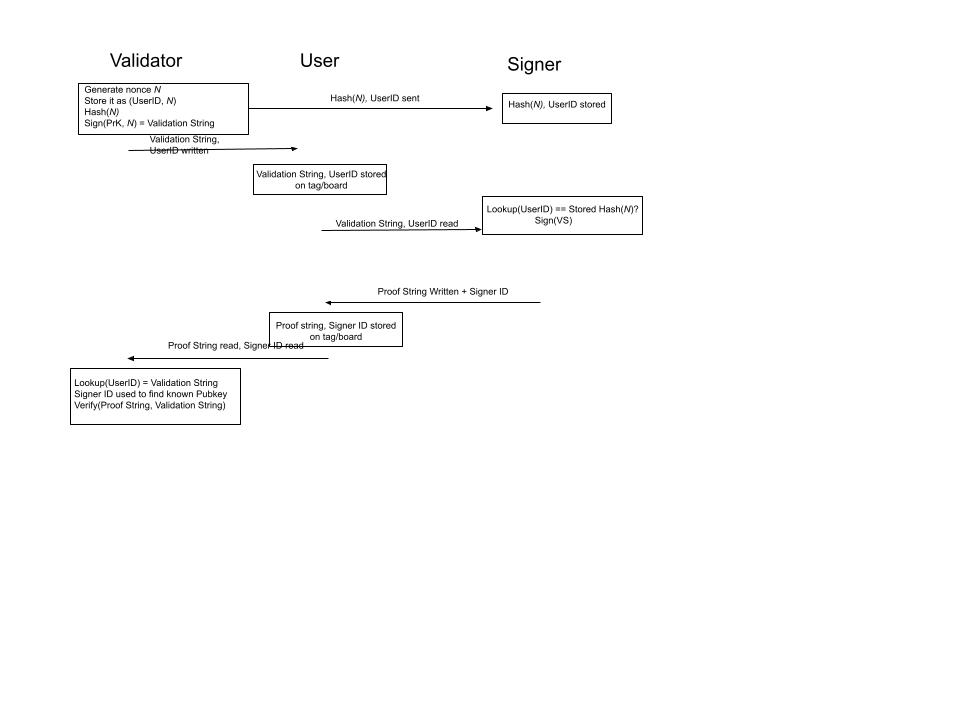 Validator
User
Signer
Generate nonce N
Store it as (UserID, N)
Hash(N)
Sign(PrK, N) = Validation String
Hash(N), UserID sent
Hash(N), UserID stored
Validation String,
UserID written
Validation String, UserID stored
on tag/board
Lookup(UserID) == Stored Hash(N)?
Sign(VS)
Validation String, UserID read
Proof String Written + Signer ID
Proof string, Signer ID stored
on tag/board
Proof String read, Signer ID read
Lookup(UserID) = Validation String
Signer ID used to find known Pubkey
Verify(Proof String, Validation String)